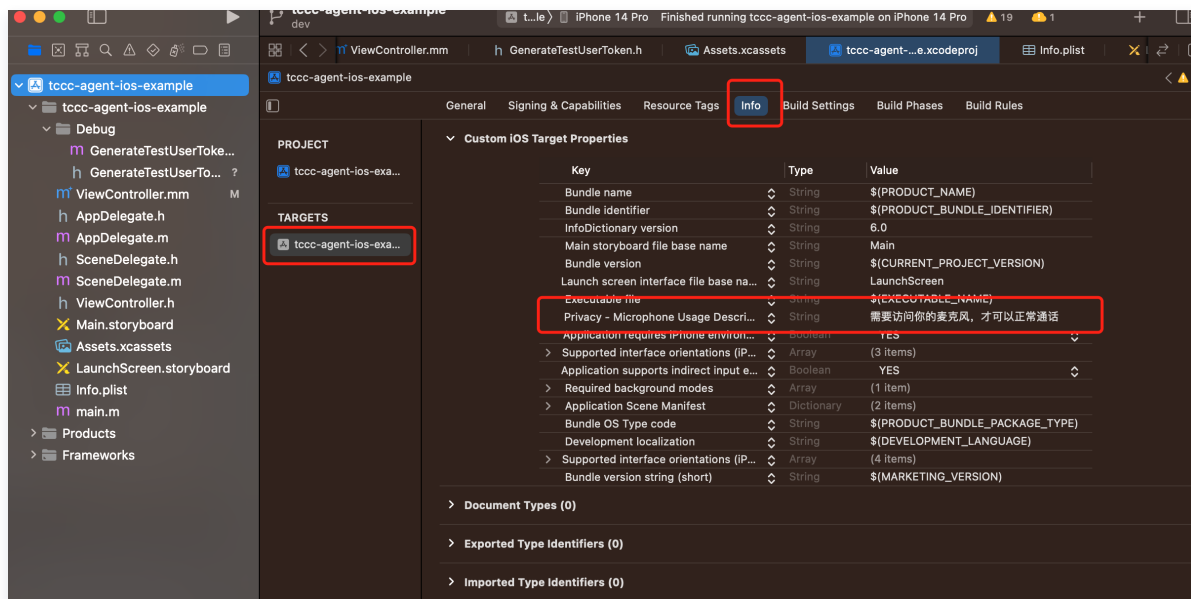 tccc-agent-ios-example
dev
t...le ⟩ iPhone 14 Pro Finished running tccc-agent-ios-example on iPhone 14 Pro 19 1
ViewController.mm GenerateTestUserToken.h Assets.xcassets tccc-agent-...e.xcodeproj Info.plist
tccc-agent-ios-example
tccc-agent-ios-example
tccc-agent-ios-example
Debug
GenerateTestUserToke...
GenerateTestUserTo... ?
ViewController.mm M
AppDelegate.h
AppDelegate.m
SceneDelegate.h
SceneDelegate.m
ViewController.h
Main.storyboard
Assets.xcassets
LaunchScreen.storyboard
Info.plist
main.m
Products
Frameworks
General Signing & Capabilities Resource Tags Info Build Settings Build Phases Build Rules
PROJECT
tccc-agent-ios-exa...
TARGETS
tccc-agent-ios-exa...
Custom iOS Target Properties
Key Type Value
Bundle name String $(PRODUCT_NAME)
Bundle identifier String $(PRODUCT_BUNDLE_IDENTIFIER)
InfoDictionary version String 6.0
Main storyboard file base name String Main
Bundle version String $(CURRENT_PROJECT_VERSION)
Launch screen interface file base na... String LaunchScreen
Executable file String $(EXECUTABLE_NAME)
Privacy - Microphone Usage Descri... String 需要访问你的麦克风，才可以正常通话
Application requires iPhone environ... Boolean YES
Supported interface orientations (iP... Array (3 items)
Application supports indirect input e... Boolean YES
Required background modes Array (1 item)
Application Scene Manifest Dictionary (2 items)
Bundle OS Type code String $(PRODUCT_BUNDLE_PACKAGE_TYPE)
Development localization String $(DEVELOPMENT_LANGUAGE)
Supported interface orientations (iP... Array (4 items)
Bundle version string (short) String $(MARKETING_VERSION)
Document Types (0)
Exported Type Identifiers (0)
Imported Type Identifiers (0)